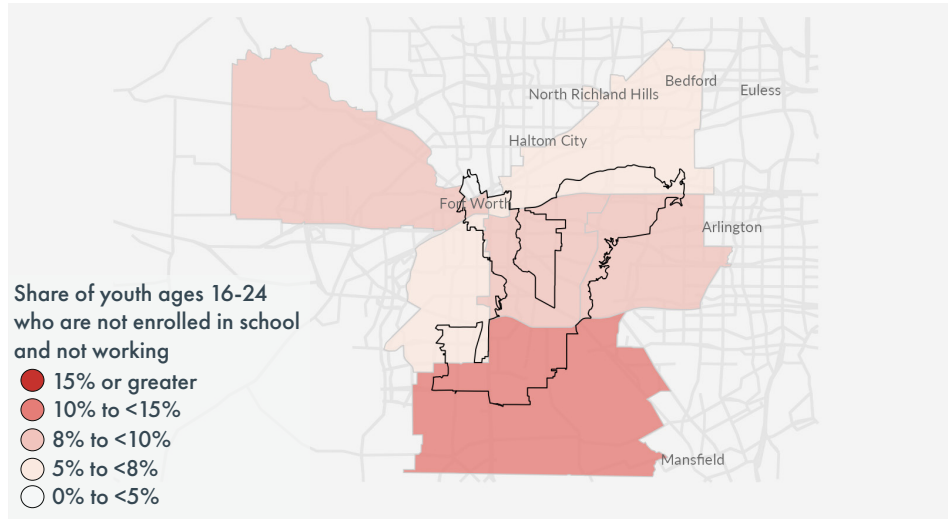 Bedford
North Richland Hills
Euless
Haltom City
Fort Worth
Arlington
Share of youth ages 16-24
who are not enrolled in school
and not working
15% or greater
10% to <15%
8% to <10%
5% to <8%
0% to <5%
Mansfield